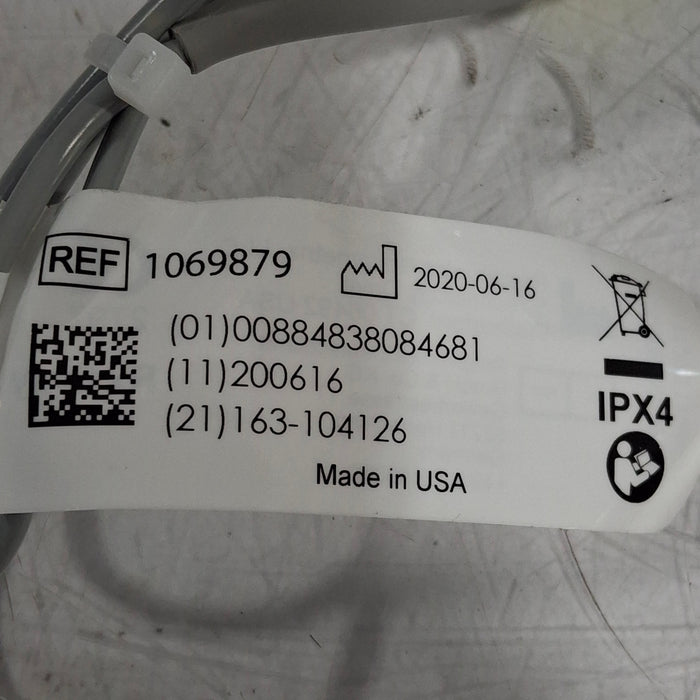 REF 1069879 2020-06-16
(01)00884838084681
(11)200616
(21)163-104126
IPX4
Made in USA